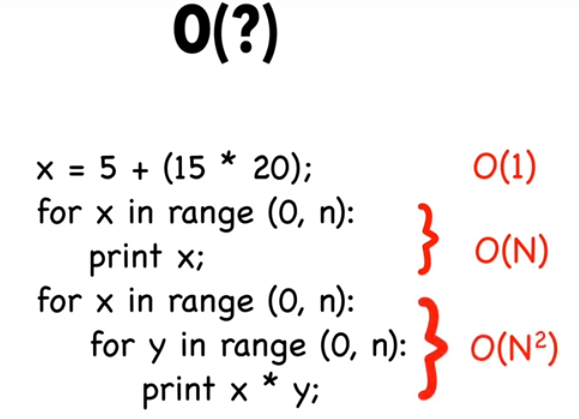 O(?)
x = 5 + (15 * 20); O(1)
for x in range (0, n):
print x; } O(N)
for x in range (0, n):
for y in range (0, n): } O(N²)
print x * y;